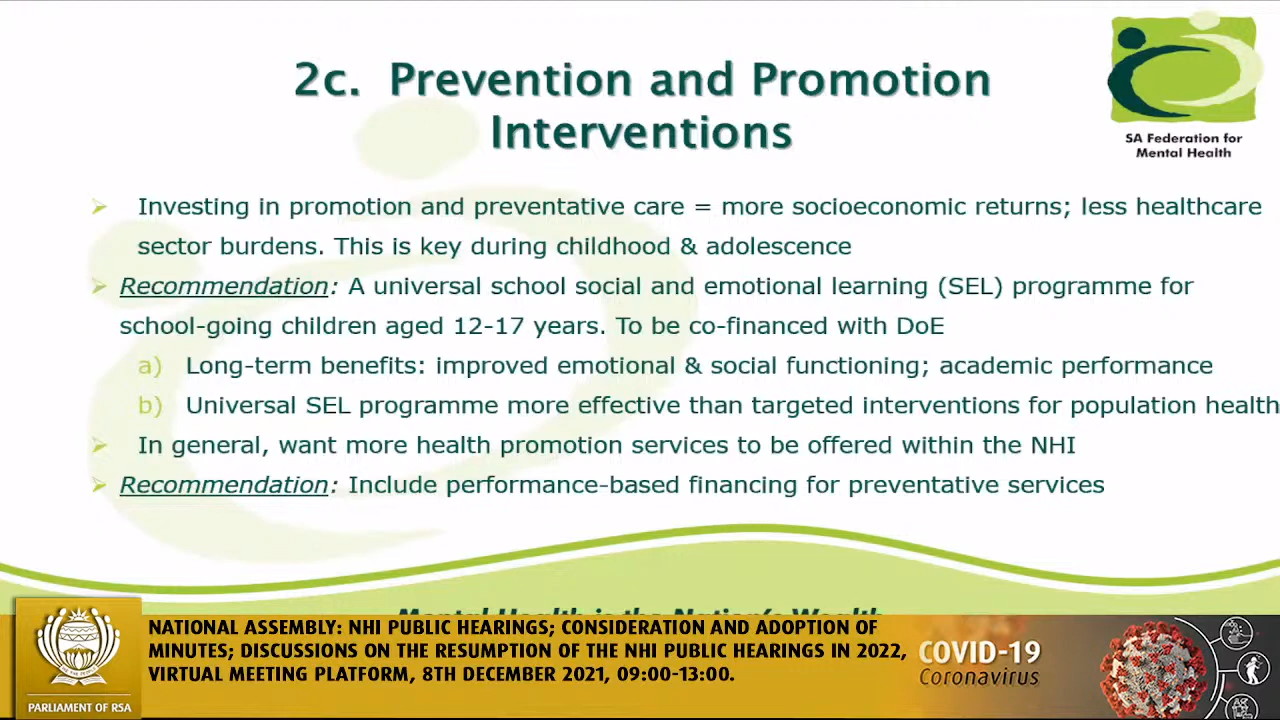 2c. Prevention and Promotion
Interventions
SA Federation for
Mental Health
Investing in promotion and preventative care = more socioeconomic returns; less healthcare
sector burdens. This is key during childhood & adolescence
Recommendation: A universal school social and emotional learning (SEL) programme for
school-going children aged 12-17 years. To be co-financed with DoE
a) Long-term benefits: improved emotional & social functioning; academic performance
b) Universal SEL programme more effective than targeted interventions for population health
In general, want more health promotion services to be offered within the NHI
Recommendation: Include performance-based financing for preventative services
Mental Health is the Nation's Wealth
NATIONAL ASSEMBLY: NHI PUBLIC HEARINGS; CONSIDERATION AND ADOPTION OF
MINUTES; DISCUSSIONS ON THE RESUMPTION OF THE NHI PUBLIC HEARINGS IN 2022,
VIRTUAL MEETING PLATFORM, 8TH DECEMBER 2021, 09:00-13:00.
PARLIAMENT OF RSA
COVID-19
Coronavirus